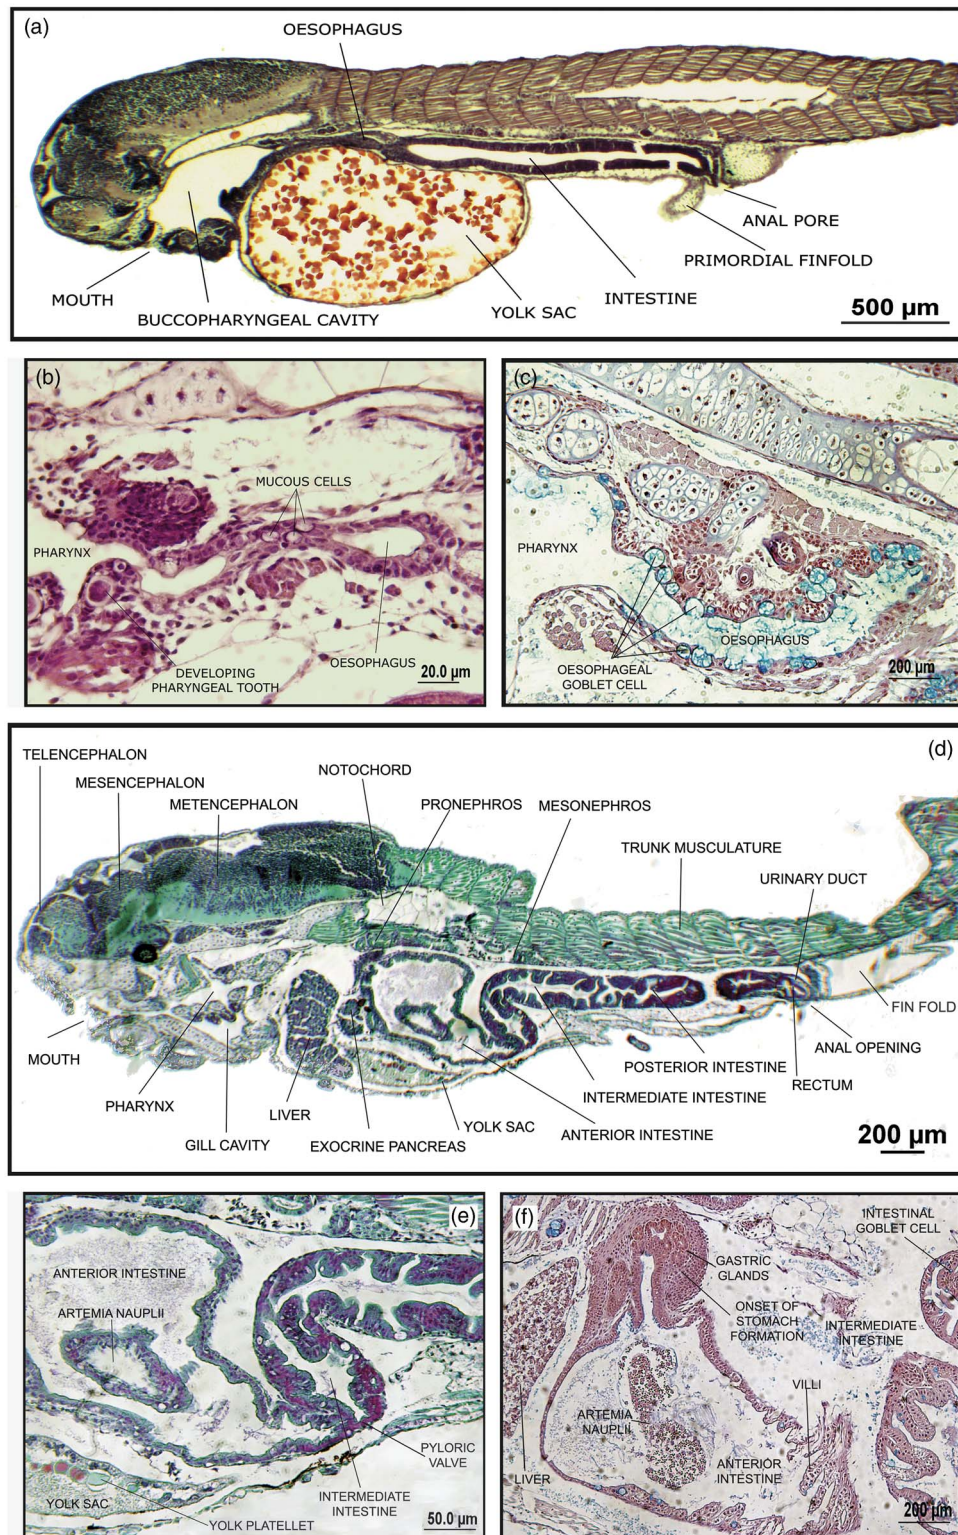 (a)
OESOPHAGUS
ANAL PORE
PRIMORDIAL FINFOLD
MOUTH
INTESTINE
YOLK SAC
BUCCOPHARYNGEAL CAVITY
500 µm
(b)
MUCOUS CELLS
PHARYNX
OESOPHAGUS
DEVELOPING
PHARYNGEAL TOOTH
20.0 µm
(c)
PHARYNX
OESOPHAGUS
OESOPHAGEAL
GOBLET CELL
200 µm
(d)
TELENCEPHALON
MESENCEPHALON
METENCEPHALON
NOTOCHORD
PRONEPHROS
MESONEPHROS
TRUNK MUSCULATURE
URINARY DUCT
FIN FOLD
MOUTH
PHARYNX
GILL CAVITY
LIVER
EXOCRINE PANCREAS
YOLK SAC
ANTERIOR INTESTINE
INTERMEDIATE INTESTINE
POSTERIOR INTESTINE
RECTUM
ANAL OPENING
200 µm
(e)
ANTERIOR INTESTINE
ARTEMIA NAUPLII
YOLK SAC
YOLK PLATELLET
INTERMEDIATE
INTESTINE
PYLORIC
VALVE
50.0 µm
(f)
INTESTINAL
GOBLET CELL
GASTRIC
GLANDS
ONSET OF
STOMACH
FORMATION
INTERMEDIATE
INTESTINE
VILLI
ARTEMIA
NAUPLII
LIVER
ANTERIOR
INTESTINE
200 µm